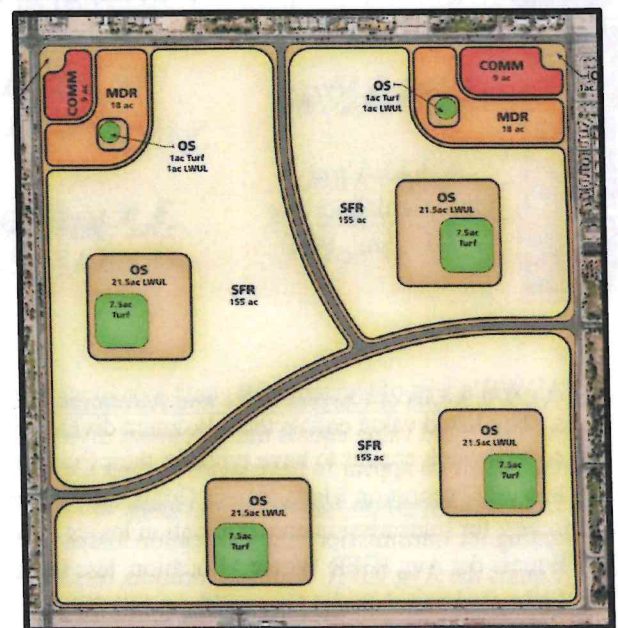 COMM
9 ac
MDR
18 ac
OS
1ac Turf
1ac LWUL
OS
1ac Turf
1ac LWUL
COMM
9 ac
MDR
18 ac
1ac
OS
21.5ac LWUL
7.5ac
Turf
SFR
155 ac
OS
21.5ac LWUL
7.5ac
Turf
SFR
155 ac
SFR
155 ac
OS
21.5ac LWUL
7.5ac
Turf
OS
21.5ac LWUL
7.5ac
Turf